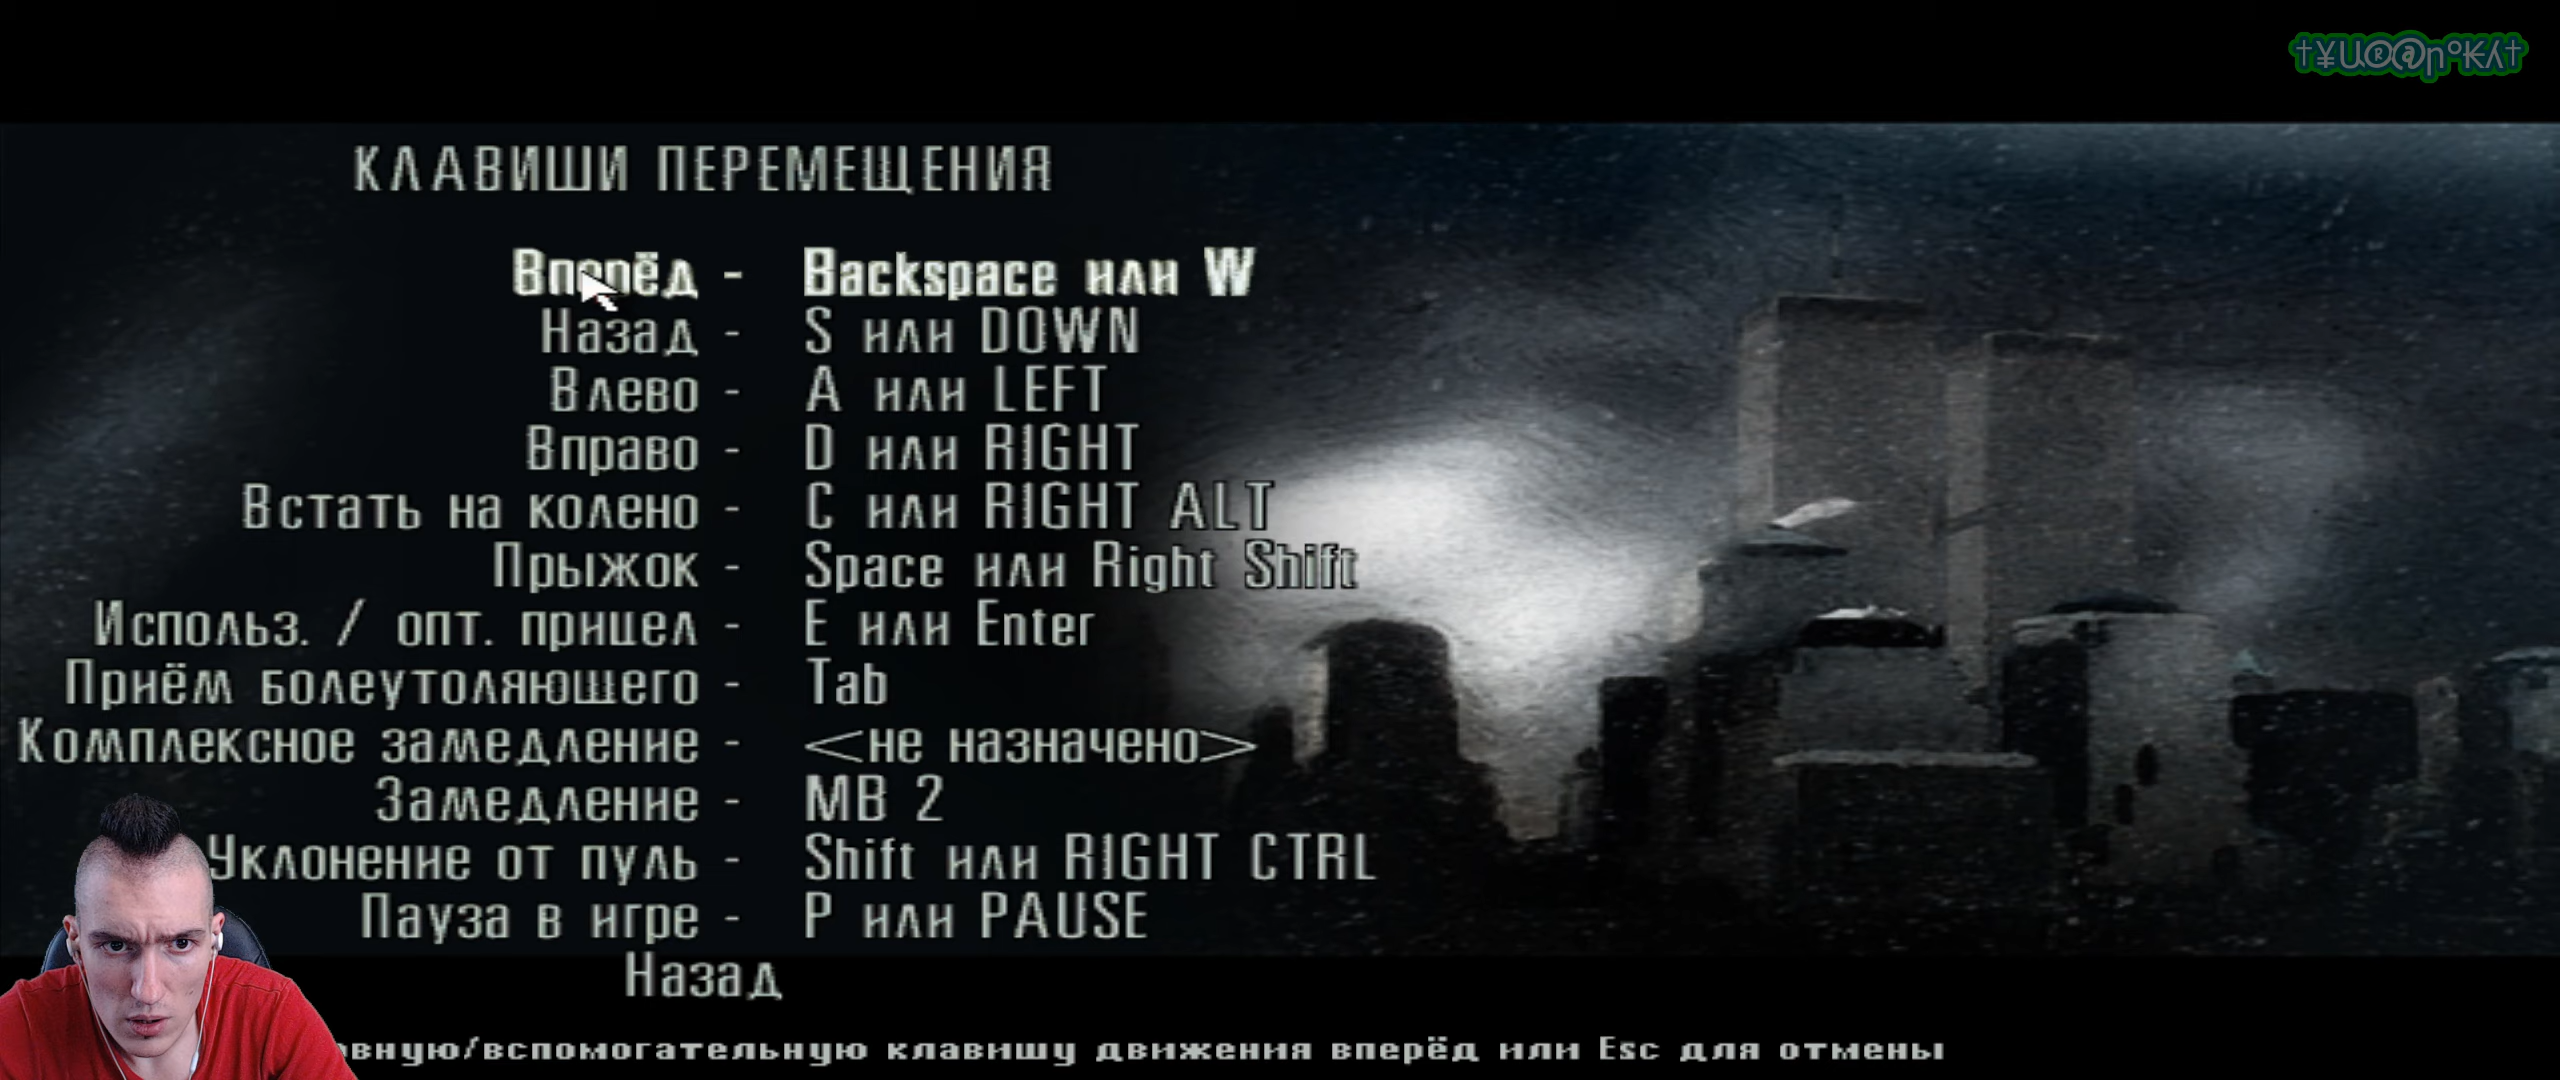 †¥U®@ηºҜΛ†
КЛАВИШИ ПЕРЕМЕЩЕНИЯ
Вперёд - Backspace или W
Назад - S или DOWN
Влево - A или LEFT
Вправо - D или RIGHT
Встать на колено - C или RIGHT ALT
Прыжок - Space или Right Shift
Использ. / опт. прицел - E или Enter
Приём болеутоляющего - Tab
Комплексное замедление - <не назначено>
Замедление - MB 2
Уклонение от пуль - Shift или RIGHT CTRL
Пауза в игре - P или PAUSE
Назад
вную/вспомогательную клавишу движения вперёд или Esc для отмены